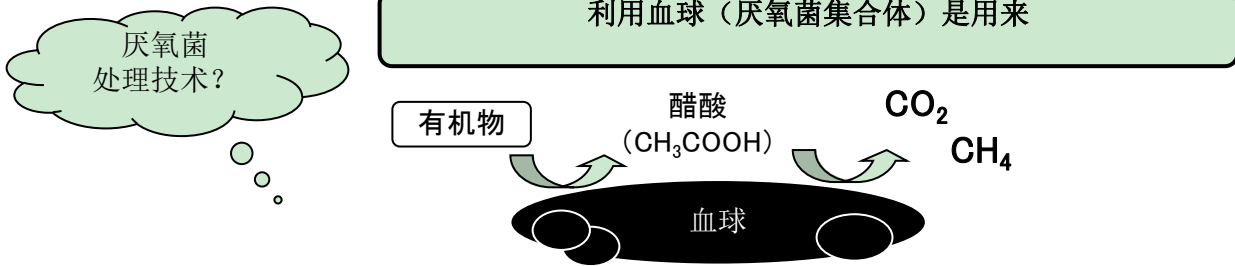 厌氧菌
处理技术？
利用血球（厌氧菌集合体）是用来
有机物
醋酸
（CH₃COOH）
CO₂
CH₄
血球